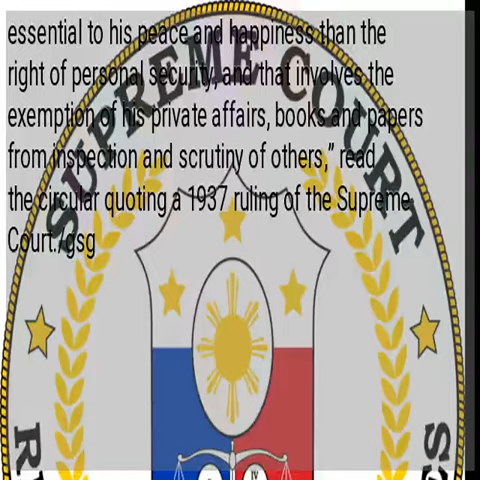 essential to his peace and happiness than the
right of personal security, and that involves the
exemption of his private affairs, books and papers
from inspection and scrutiny of others,” read
the circular quoting a 1937 ruling of the Supreme
Court./gsg
SUPREME COURT
IV